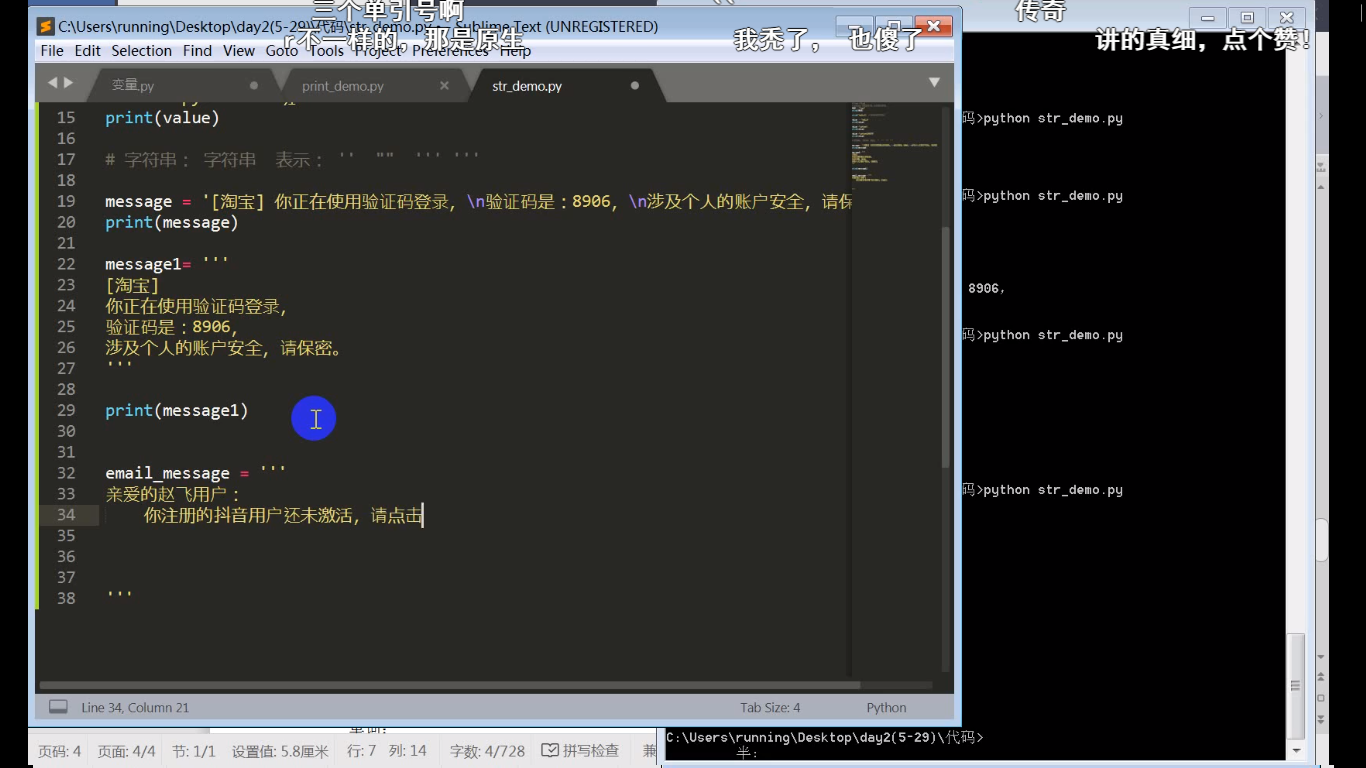 三个单引号啊
传奇
C:\Users\running\Desktop\day2(5-29)\代码\str_demo.py - Sublime Text (UNREGISTERED)
r不一样的，那是原生
我秃了， 也傻了
讲的真细，点个赞！
File Edit Selection Find View Goto Tools Project Preferences Help
变量.py
print_demo.py
str_demo.py
15 print(value)
16
17 # 字符串： 字符串  表示： ''  ""  ''' '''
18
19 message = '[淘宝] 你正在使用验证码登录，\n验证码是：8906，\n涉及个人的账户安全，请保
20 print(message)
21
22 message1= '''
23 [淘宝]
24 你正在使用验证码登录，
25 验证码是：8906，
26 涉及个人的账户安全，请保密。
27 '''
28
29 print(message1)
30
31
32 email_message = '''
33 亲爱的赵飞用户：
34     你注册的抖音用户还未激活，请点击
35
36
37
38 '''
Line 34, Column 21
Tab Size: 4
Python
码>python str_demo.py
码>python str_demo.py
8906，
码>python str_demo.py
码>python str_demo.py
C:\Users\running\Desktop\day2(5-29)\代码>
半：
页码: 4 页面: 4/4 节: 1/1 设置值: 5.8厘米 行: 7 列: 14 字数: 4/728 拼写检查 兼